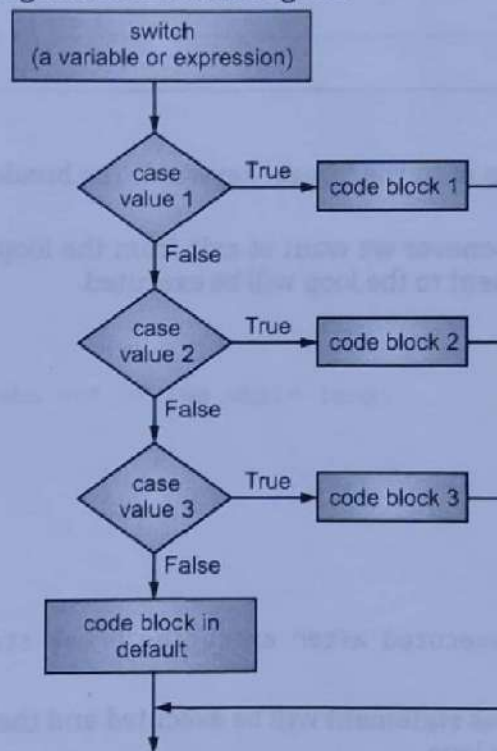 switch
(a variable or expression)
case
value 1
True
code block 1
False
case
value 2
True
code block 2
False
case
value 3
True
code block 3
False
code block in
default